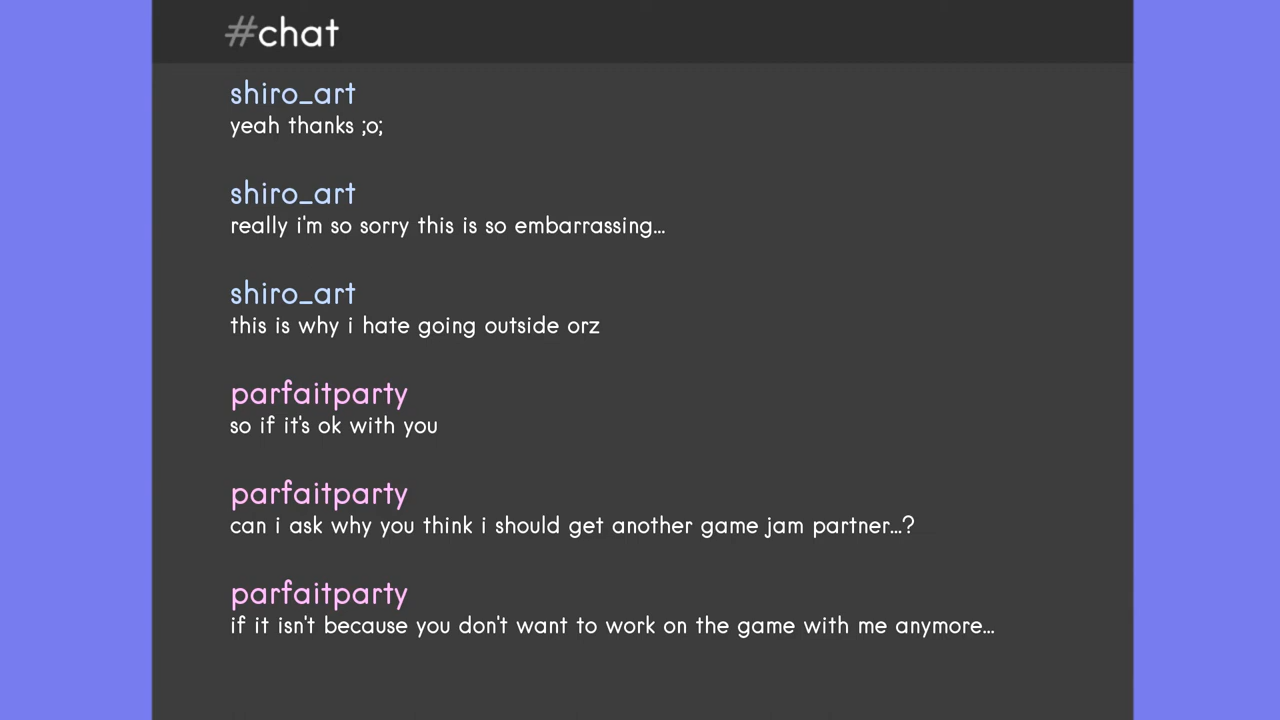 #chat
shiro_art
yeah thanks ;o;
shiro_art
really i'm so sorry this is so embarrassing...
shiro_art
this is why i hate going outside orz
parfaitparty
so if it's ok with you
parfaitparty
can i ask why you think i should get another game jam partner...?
parfaitparty
if it isn't because you don't want to work on the game with me anymore...